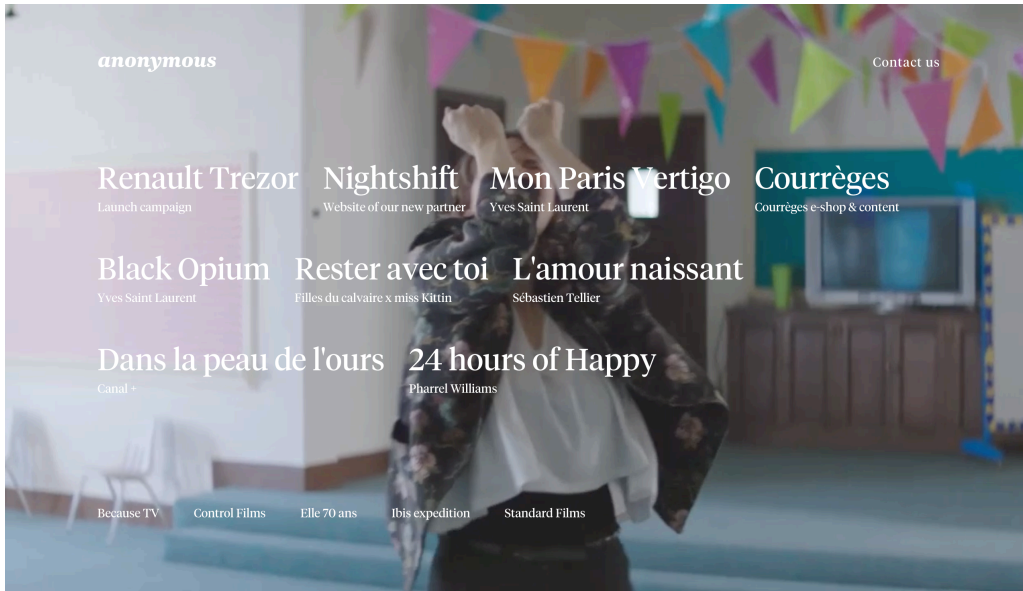 anonymous
Contact us
Renault Trezor
Launch campaign
Nightshift
Website of our new partner
Mon Paris Vertigo
Yves Saint Laurent
Courrèges
Courrèges e-shop & content
Black Opium
Yves Saint Laurent
Rester avec toi
Filles du calvaire x miss Kittin
L'amour naissant
Sébastien Tellier
Dans la peau de l'ours
Canal +
24 hours of Happy
Pharrel Williams
Because TV
Control Films
Elle 70 ans
Ibis expedition
Standard Films